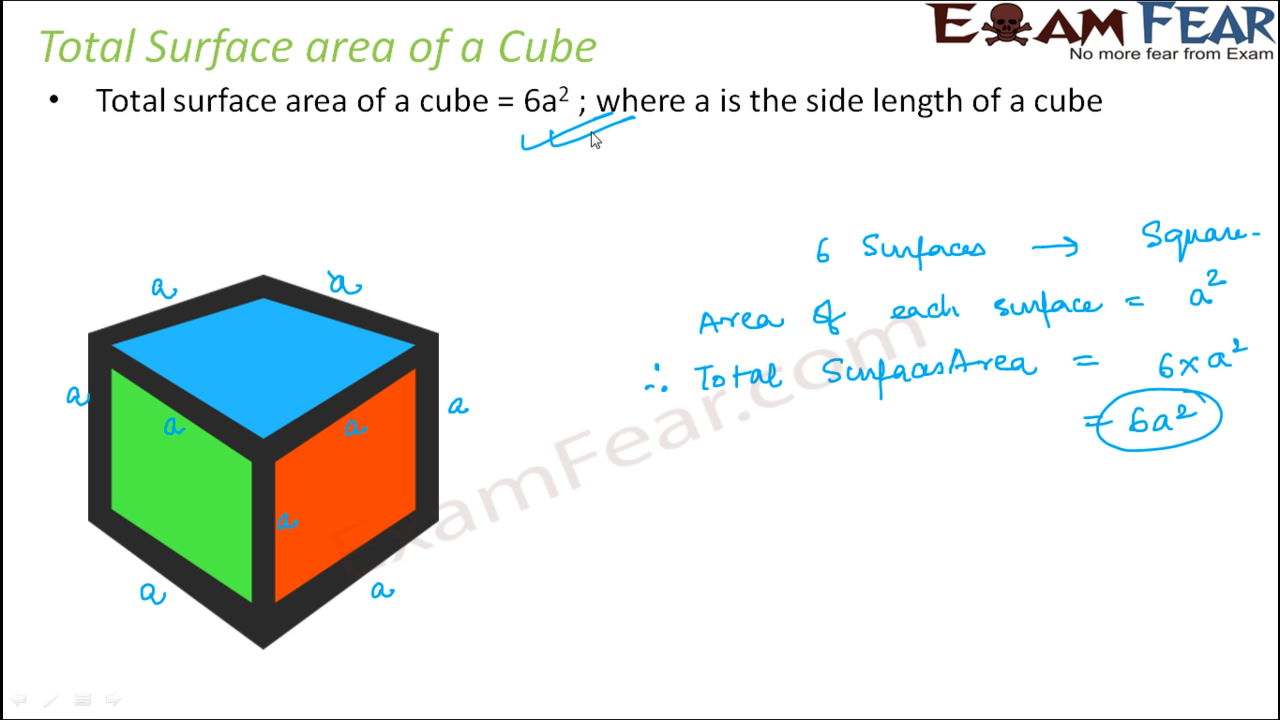 Total Surface area of a Cube
EXAM FEAR
No more fear from Exam
• Total surface area of a cube = 6a² ; where a is the side length of a cube
6 Surfaces → Square.
Area of each surface = a²
∴ Total SurfacesArea = 6 x a²
= 6a²
a a
a a
a a
a
a a
ExamFear.com